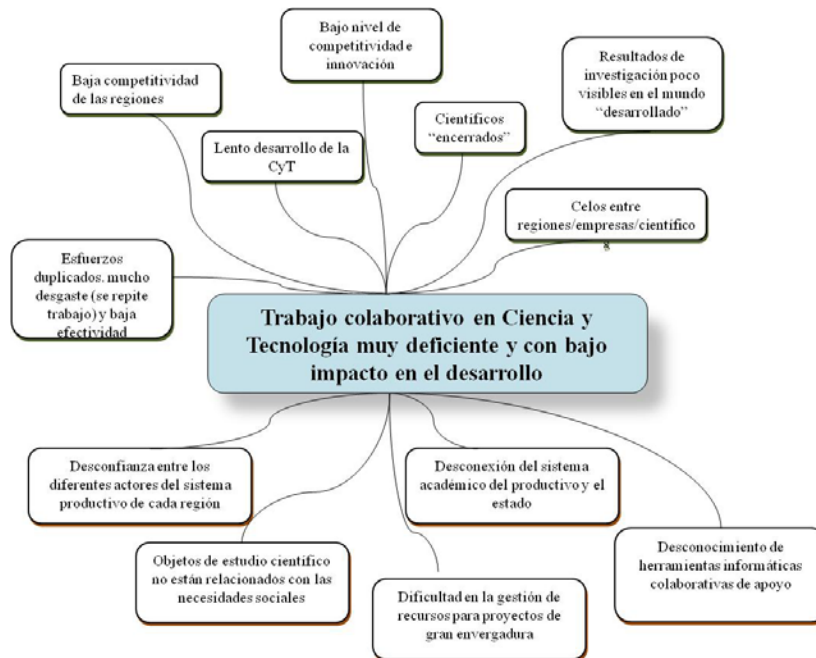 Bajo nivel de
competitividad e
innovación
Resultados de
investigación poco
visibles en el mundo
“desarrollado”
Baja competitividad
de las regiones
Científicos
“encerrados”
Lento desarrollo de la
CyT
Celos entre
regiones/empresas/científico
s
Esfuerzos
duplicados. mucho
desgaste (se repite
trabajo) y baja
efectividad
Trabajo colaborativo en Ciencia y
Tecnología muy deficiente y con bajo
impacto en el desarrollo
Desconfianza entre los
diferentes actores del sistema
productivo de cada región
Desconexión del sistema
académico del productivo y el
estado
Objetos de estudio científico
no están relacionados con las
necesidades sociales
Dificultad en la gestión de
recursos para proyectos de
gran envergadura
Desconocimiento de
herramientas informáticas
colaborativas de apoyo